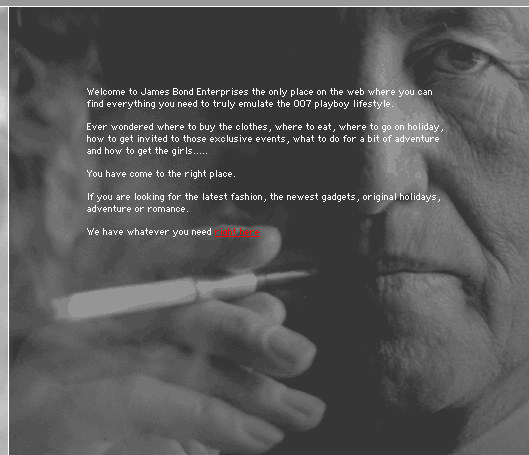 Welcome to James Bond Enterprises the only place on the web where you can
find everything you need to truly emulate the 007 playboy lifestyle.
Ever wondered where to buy the clothes, where to eat, where to go on holiday,
how to get invited to those exclusive events, what to do for a bit of adventure
and how to get the girls.....
You have come to the right place.
If you are looking for the latest fashion, the newest gadgets, original holidays,
adventure or romance.
We have whatever you need